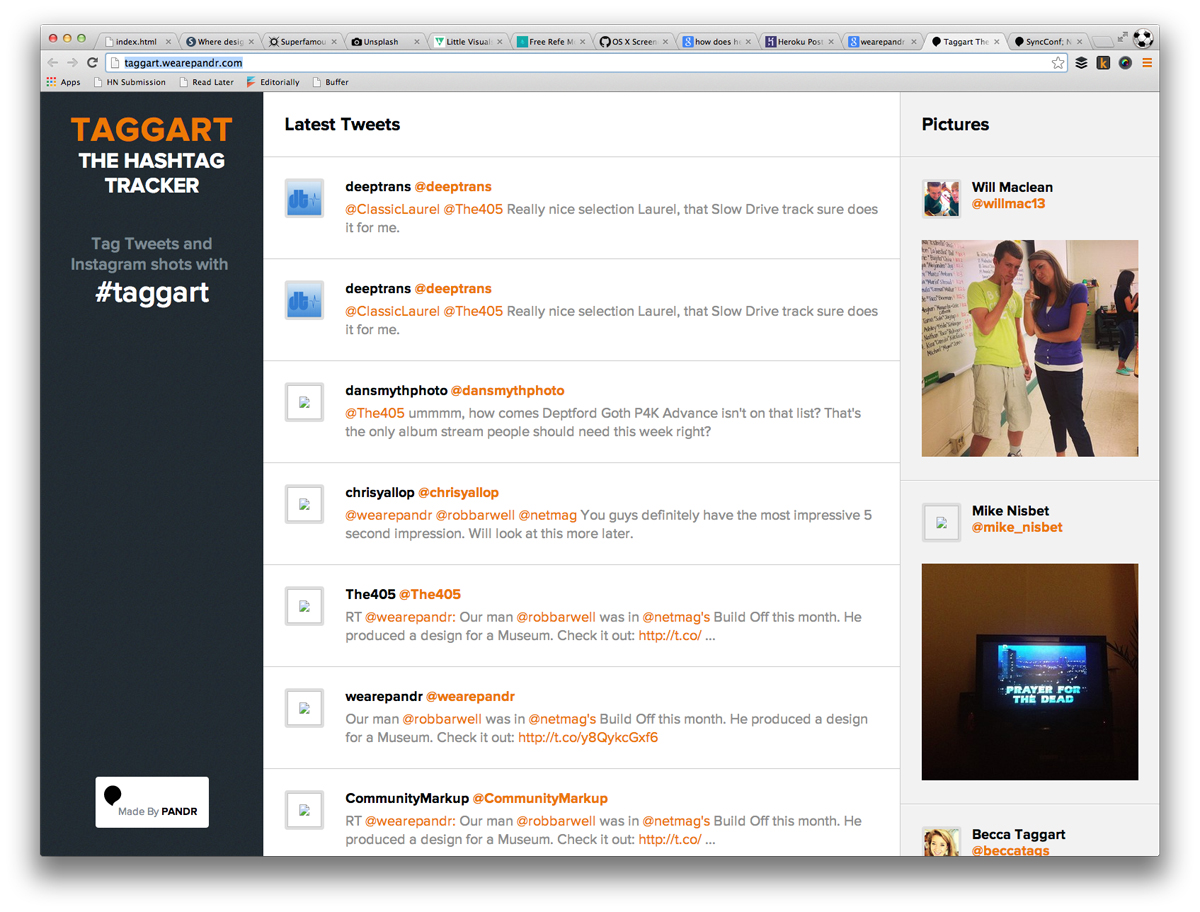 index.html
Where desig
Superfamou
Unsplash
Little Visual
Free Refe M
OS X Screen
how does h
Heroku Post
wearepandr
Taggart The
SyncConf; N
taggart.wearepandr.com
Apps
HN Submission
Read Later
Editorially
Buffer
TAGGART
THE HASHTAG
TRACKER
Tag Tweets and
Instagram shots with
#taggart
Made By PANDR
Latest Tweets
deeptrans @deeptrans
@ClassicLaurel @The405 Really nice selection Laurel, that Slow Drive track sure does
it for me.
deeptrans @deeptrans
@ClassicLaurel @The405 Really nice selection Laurel, that Slow Drive track sure does
it for me.
dansmythphoto @dansmythphoto
@The405 ummmm, how comes Deptford Goth P4K Advance isn't on that list? That's
the only album stream people should need this week right?
chrisyallop @chrisyallop
@wearepandr @robbarwell @netmag You guys definitely have the most impressive 5
second impression. Will look at this more later.
The405 @The405
RT @wearepandr: Our man @robbarwell was in @netmag's Build Off this month. He
produced a design for a Museum. Check it out: http://t.co/ ...
wearepandr @wearepandr
Our man @robbarwell was in @netmag's Build Off this month. He produced a design
for a Museum. Check it out: http://t.co/y8QykcGxf6
CommunityMarkup @CommunityMarkup
RT @wearepandr: Our man @robbarwell was in @netmag's Build Off this month. He
produced a design for a Museum. Check it out: http://t.co/ ...
Pictures
Will Maclean
@willmac13
Mike Nisbet
@mike_nisbet
PRAYER FOR
THE DEAD
Becca Taggart
@beccatags